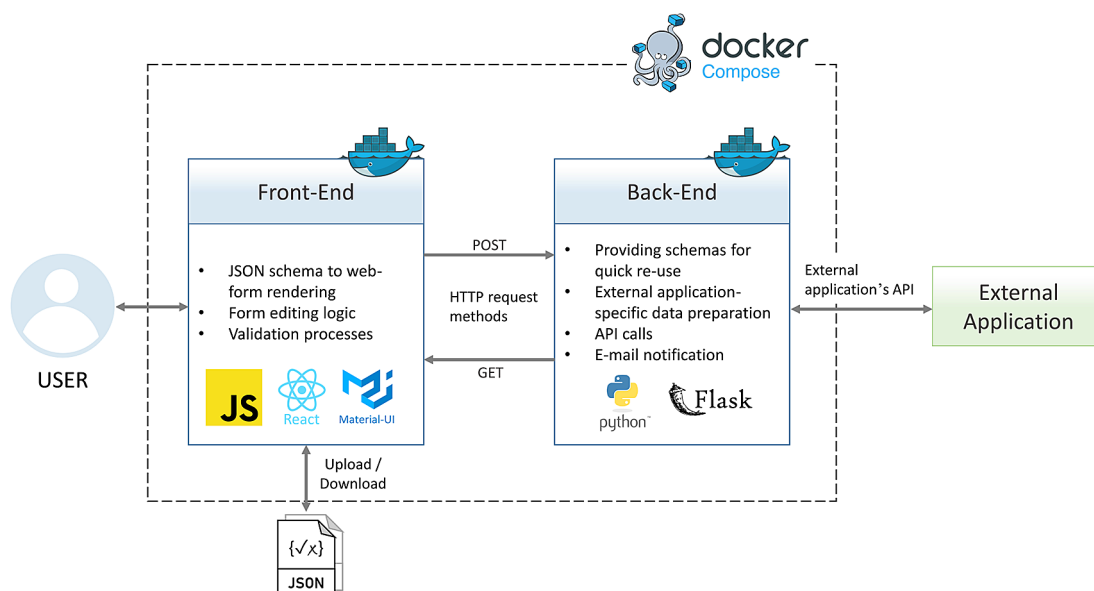 docker
Compose
Front-End
Back-End
JSON schema to web-
form rendering
Form editing logic
Validation processes
JS
React
Material-UI
POST
HTTP request
methods
GET
Providing schemas for
quick re-use
External application-
specific data preparation
API calls
E-mail notification
python™
Flask
External
application's API
External
Application
USER
Upload /
Download
{√x}
JSON